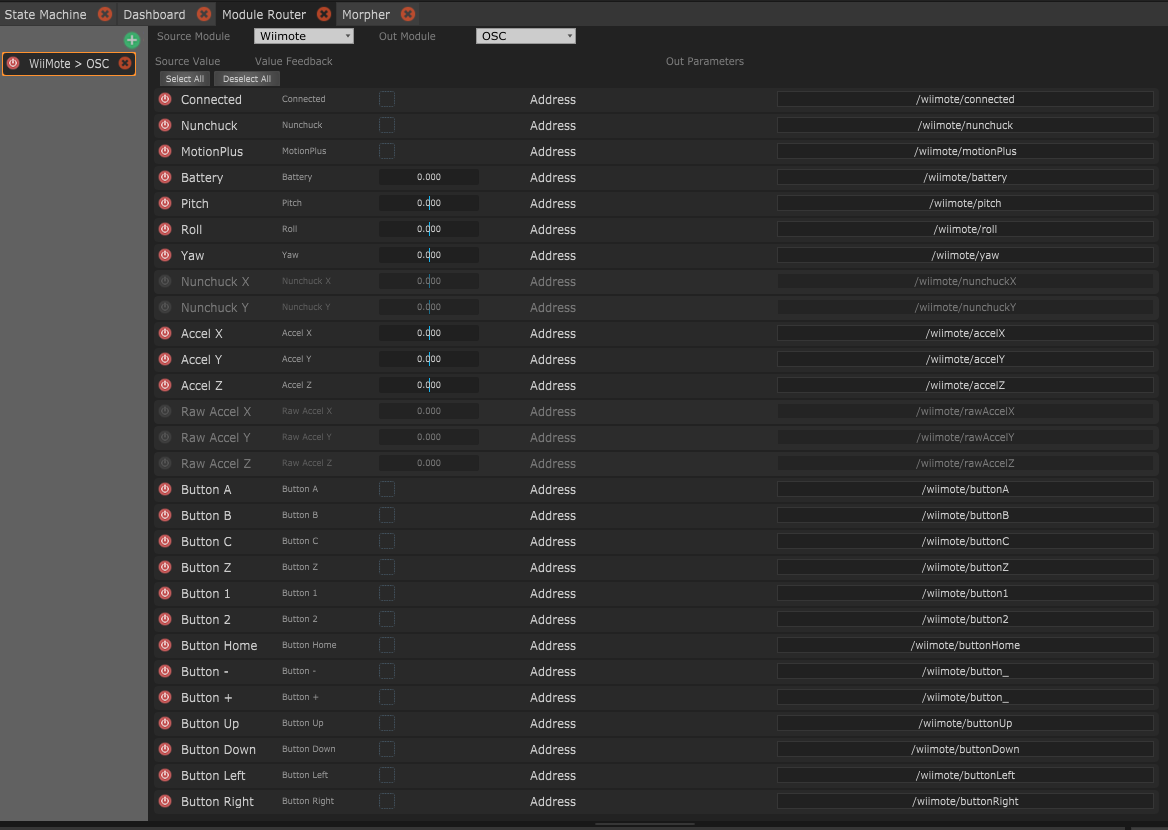 State Machine Dashboard Module Router Morpher
Source Module Wiimote Out Module OSC
WiiMote > OSC
Source Value Value Feedback Out Parameters
Select All Deselect All
Connected Connected Address /wiimote/connected
Nunchuck Nunchuck Address /wiimote/nunchuck
MotionPlus MotionPlus Address /wiimote/motionPlus
Battery Battery 0.000 Address /wiimote/battery
Pitch Pitch 0.000 Address /wiimote/pitch
Roll Roll 0.000 Address /wiimote/roll
Yaw Yaw 0.000 Address /wiimote/yaw
Nunchuck X Nunchuck X 0.000 Address /wiimote/nunchuckX
Nunchuck Y Nunchuck Y 0.000 Address /wiimote/nunchuckY
Accel X Accel X 0.000 Address /wiimote/accelX
Accel Y Accel Y 0.000 Address /wiimote/accelY
Accel Z Accel Z 0.000 Address /wiimote/accelZ
Raw Accel X Raw Accel X 0.000 Address /wiimote/rawAccelX
Raw Accel Y Raw Accel Y 0.000 Address /wiimote/rawAccelY
Raw Accel Z Raw Accel Z 0.000 Address /wiimote/rawAccelZ
Button A Button A Address /wiimote/buttonA
Button B Button B Address /wiimote/buttonB
Button C Button C Address /wiimote/buttonC
Button Z Button Z Address /wiimote/buttonZ
Button 1 Button 1 Address /wiimote/button1
Button 2 Button 2 Address /wiimote/button2
Button Home Button Home Address /wiimote/buttonHome
Button - Button - Address /wiimote/button_
Button + Button + Address /wiimote/button_
Button Up Button Up Address /wiimote/buttonUp
Button Down Button Down Address /wiimote/buttonDown
Button Left Button Left Address /wiimote/buttonLeft
Button Right Button Right Address /wiimote/buttonRight